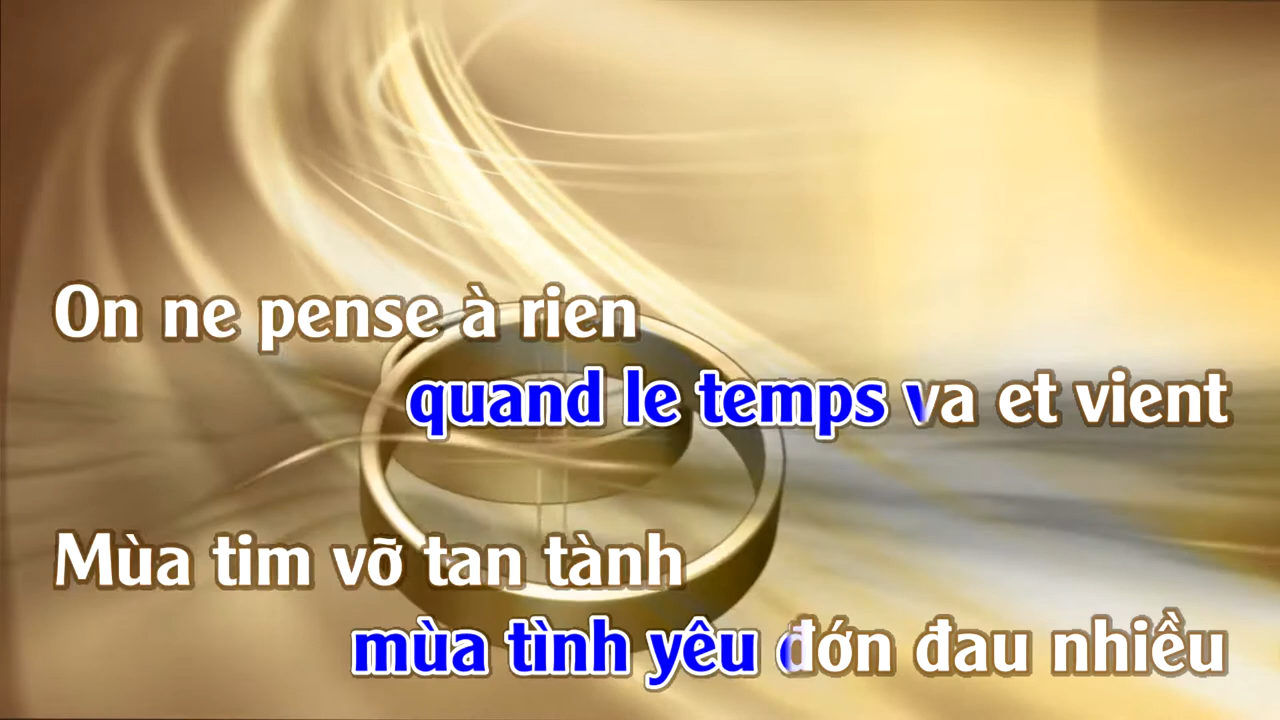 On ne pense à rien
quand le temps va et vient
Mùa tim vỡ tan tành
mùa tình yêu đớn đau nhiều